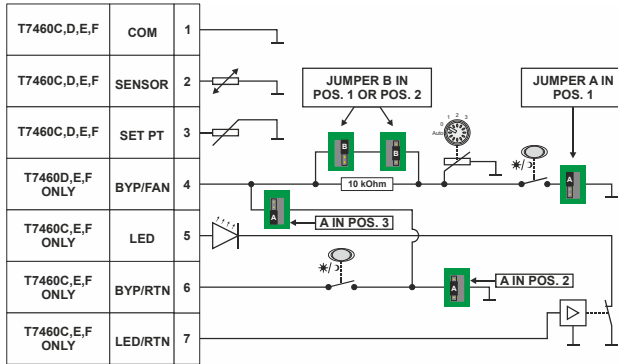 T7460C,D,E,F COM 1
T7460C,D,E,F SENSOR 2
T7460C,D,E,F SET PT 3
T7460D,E,F ONLY BYP/FAN 4
T7460C,E,F ONLY LED 5
T7460C,E,F ONLY BYP/RTN 6
T7460C,E,F ONLY LED/RTN 7
JUMPER B IN
POS. 1 OR POS. 2
JUMPER A IN
POS. 1
Auto 0 1 2 3
B
B
10 kOhm
A
A
A IN POS. 3
A
A IN POS. 2